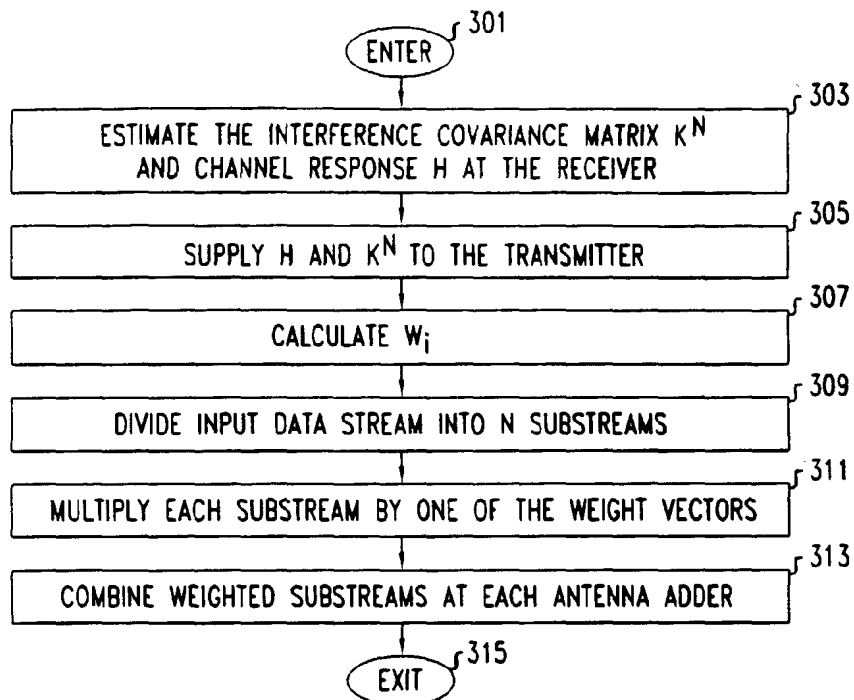 301
ENTER
303
ESTIMATE THE INTERFERENCE COVARIANCE MATRIX K^N
AND CHANNEL RESPONSE H AT THE RECEIVER
305
SUPPLY H AND K^N TO THE TRANSMITTER
307
CALCULATE W_i
309
DIVIDE INPUT DATA STREAM INTO N SUBSTREAMS
311
MULTIPLY EACH SUBSTREAM BY ONE OF THE WEIGHT VECTORS
313
COMBINE WEIGHTED SUBSTREAMS AT EACH ANTENNA ADDER
315
EXIT